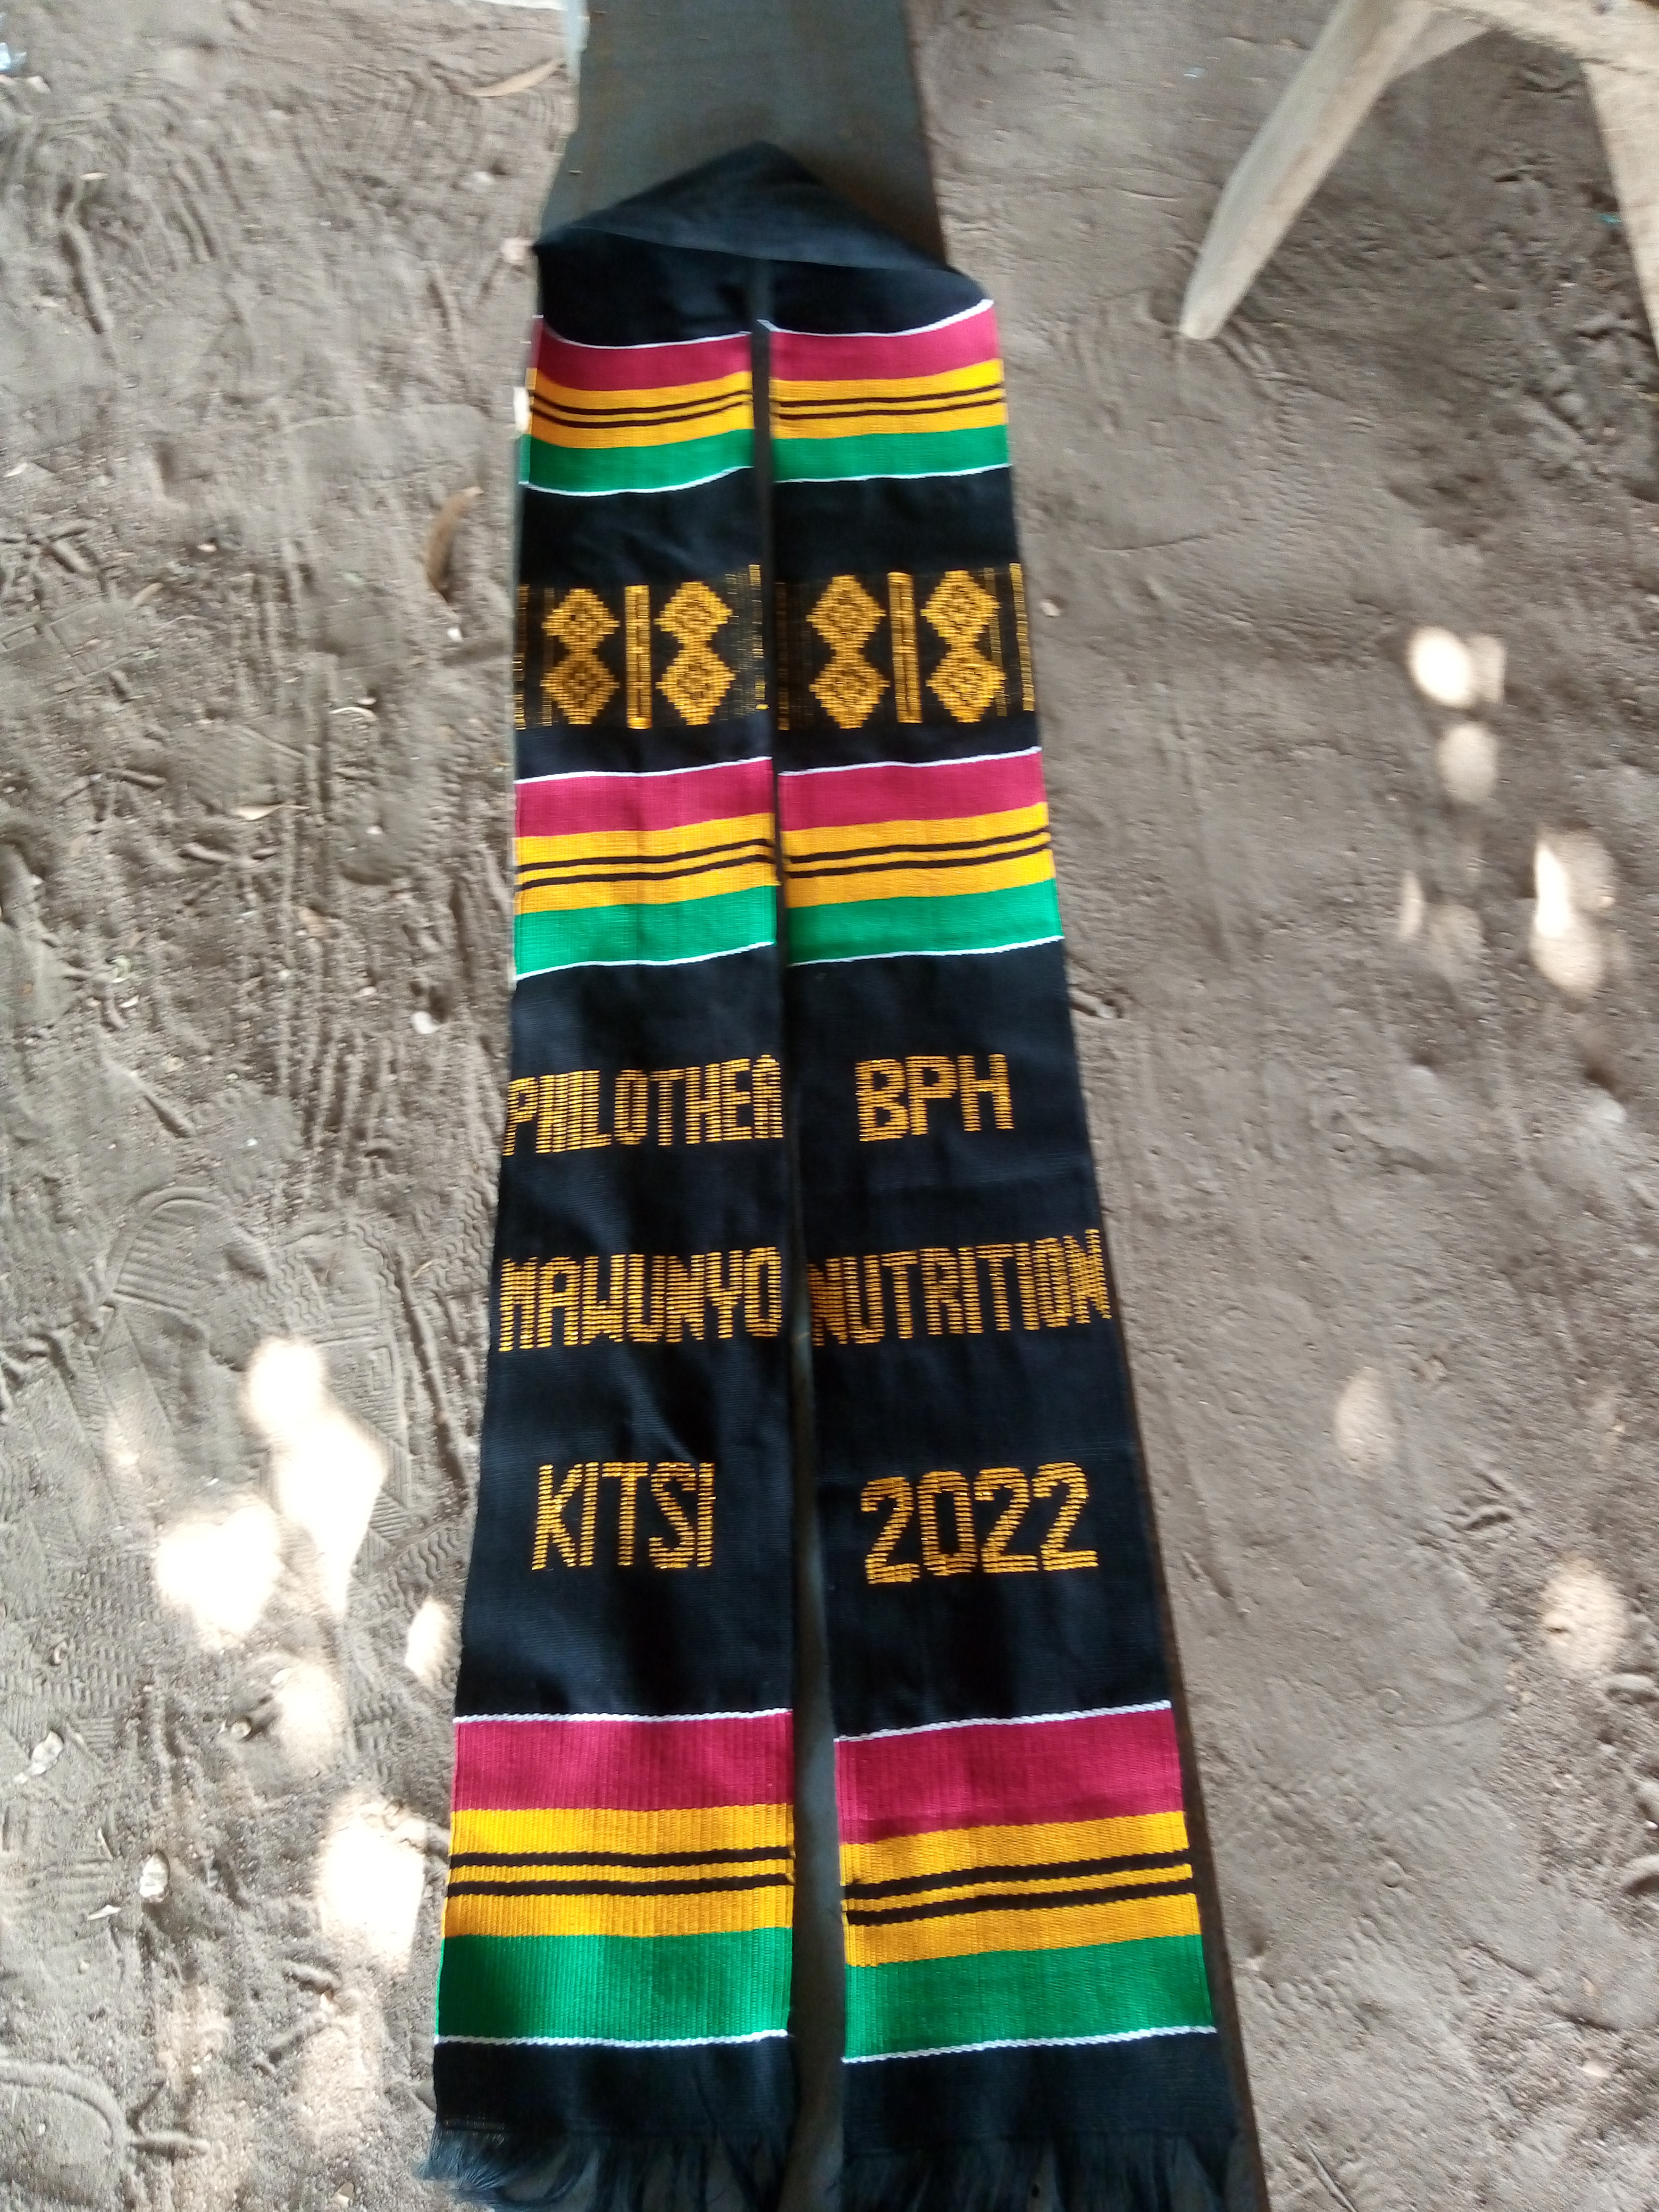 PHILOTHEA
MAWUNYO
KITSI
BPH
NUTRITION
2022